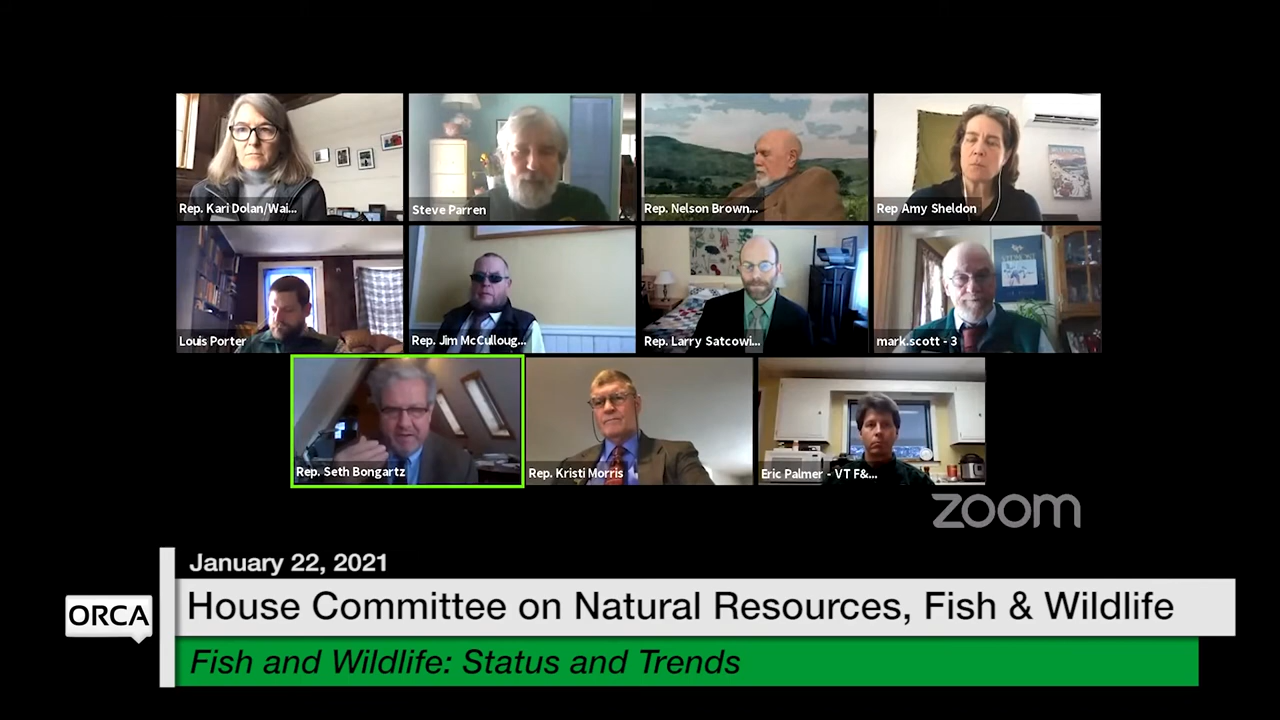 Rep. Kari Dolan/Wai...
Steve Parren
Rep. Nelson Brown...
Rep Amy Sheldon
Louis Porter
Rep. Jim McCulloug...
Rep. Larry Satcowi...
mark.scott - 3
Rep. Seth Bongartz
Rep. Kristi Morris
Eric Palmer - VT F&...
zoom
January 22, 2021
ORCA
House Committee on Natural Resources, Fish & Wildlife
Fish and Wildlife: Status and Trends